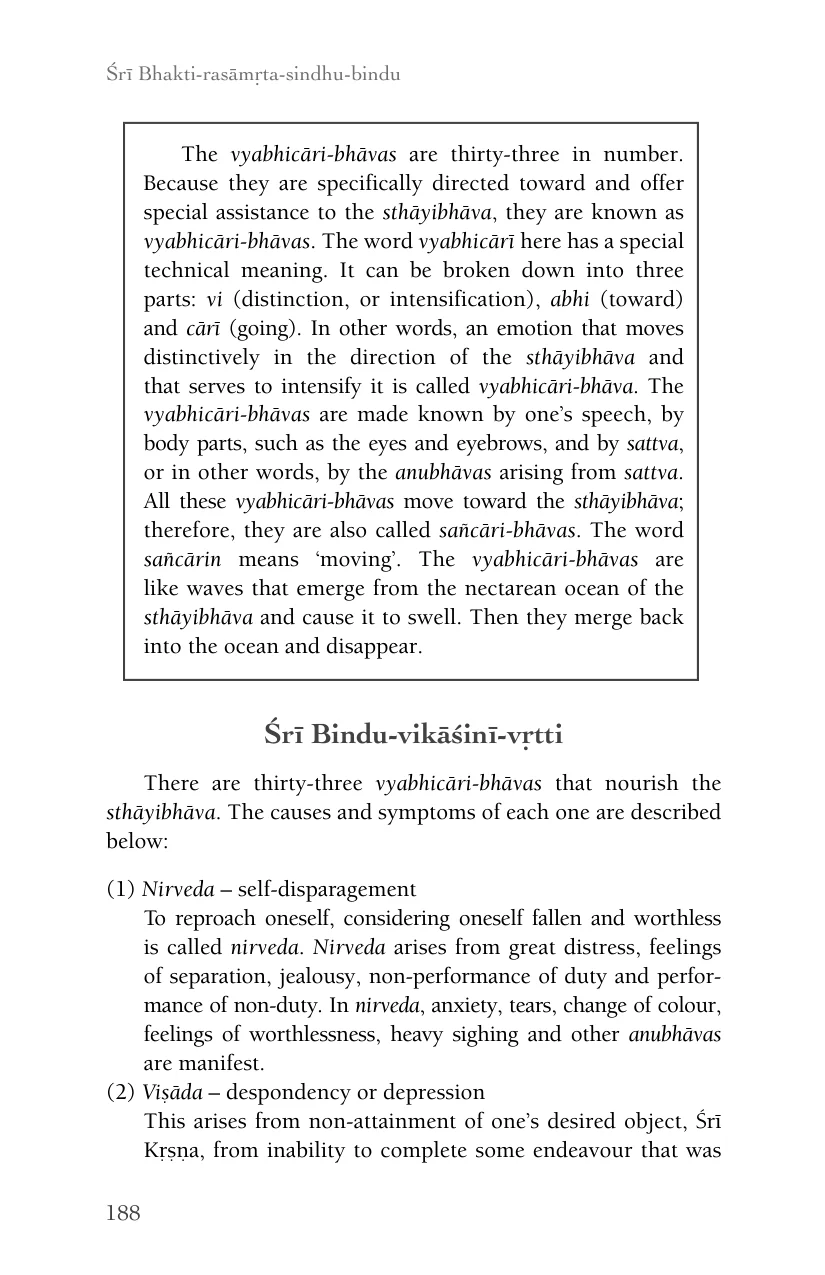 Śrī Bhakti-rasāmṛta-sindhu-bindu
The vyabhicāri-bhāvas are thirty-three in number.
Because they are specifically directed toward and offer
special assistance to the sthāyibhāva, they are known as
vyabhicāri-bhāvas. The word vyabhicārī here has a special
technical meaning. It can be broken down into three
parts: vi (distinction, or intensification), abhi (toward)
and cārī (going). In other words, an emotion that moves
distinctively in the direction of the sthāyibhāva and
that serves to intensify it is called vyabhicāri-bhāva. The
vyabhicāri-bhāvas are made known by one’s speech, by
body parts, such as the eyes and eyebrows, and by sattva,
or in other words, by the anubhāvas arising from sattva.
All these vyabhicāri-bhāvas move toward the sthāyibhāva;
therefore, they are also called sañcāri-bhāvas. The word
sañcārin means ‘moving’. The vyabhicāri-bhāvas are
like waves that emerge from the nectarean ocean of the
sthāyibhāva and cause it to swell. Then they merge back
into the ocean and disappear.
Śrī Bindu-vikāśinī-vṛtti
There are thirty-three vyabhicāri-bhāvas that nourish the
sthāyibhāva. The causes and symptoms of each one are described
below:
(1) Nirveda – self-disparagement
To reproach oneself, considering oneself fallen and worthless
is called nirveda. Nirveda arises from great distress, feelings
of separation, jealousy, non-performance of duty and perfor-
mance of non-duty. In nirveda, anxiety, tears, change of colour,
feelings of worthlessness, heavy sighing and other anubhāvas
are manifest.
(2) Viṣāda – despondency or depression
This arises from non-attainment of one’s desired object, Śrī
Kṛṣṇa, from inability to complete some endeavour that was
188